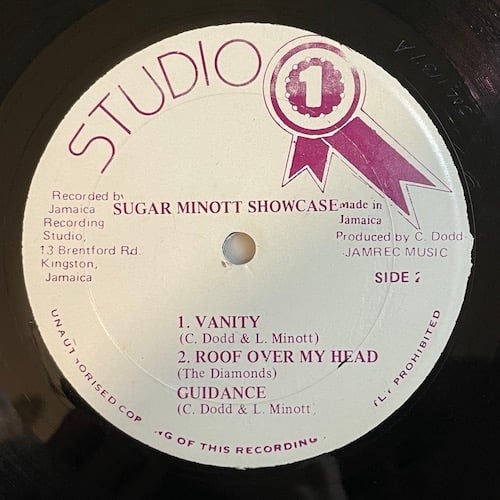 STUDIO 1
Recorded by
Jamaica
Recording
Studio,
13 Brentford Rd.
Kingston,
Jamaica
SUGAR MINOTT SHOWCASE
Made in
Jamaica
Produced by C. Dodd
JAMREC MUSIC
SIDE 2
1. VANITY
(C. Dodd & L. Minott)
2. ROOF OVER MY HEAD
(The Diamonds)
GUIDANCE
(C. Dodd & L. Minott)
UNAUTHORISED COP NG OF THIS RECORDING TLY PROHIBITED